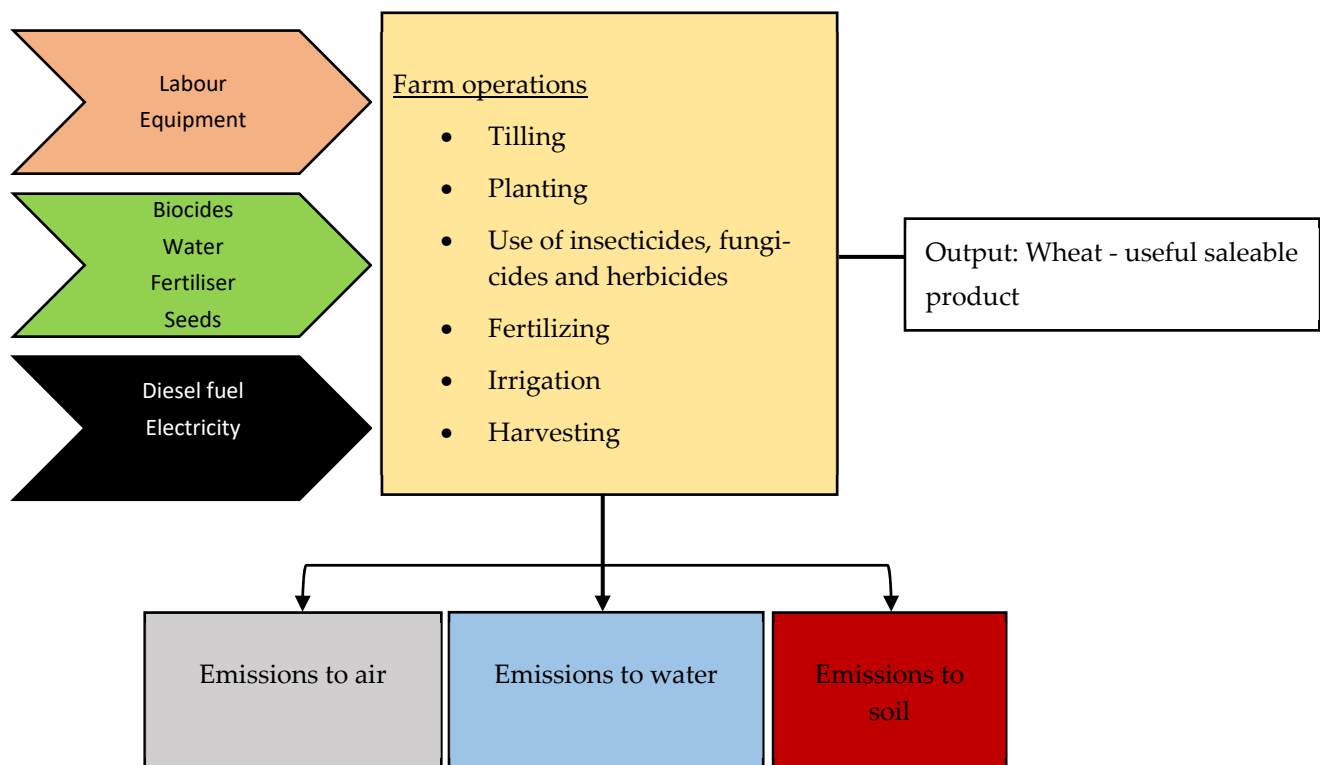 Labour
Equipment
Biocides
Water
Fertiliser
Seeds
Diesel fuel
Electricity
Farm operations
• Tilling
• Planting
• Use of insecticides, fungi-
cides and herbicides
• Fertilizing
• Irrigation
• Harvesting
Output: Wheat - useful saleable
product
Emissions to air
Emissions to water
Emissions to
soil